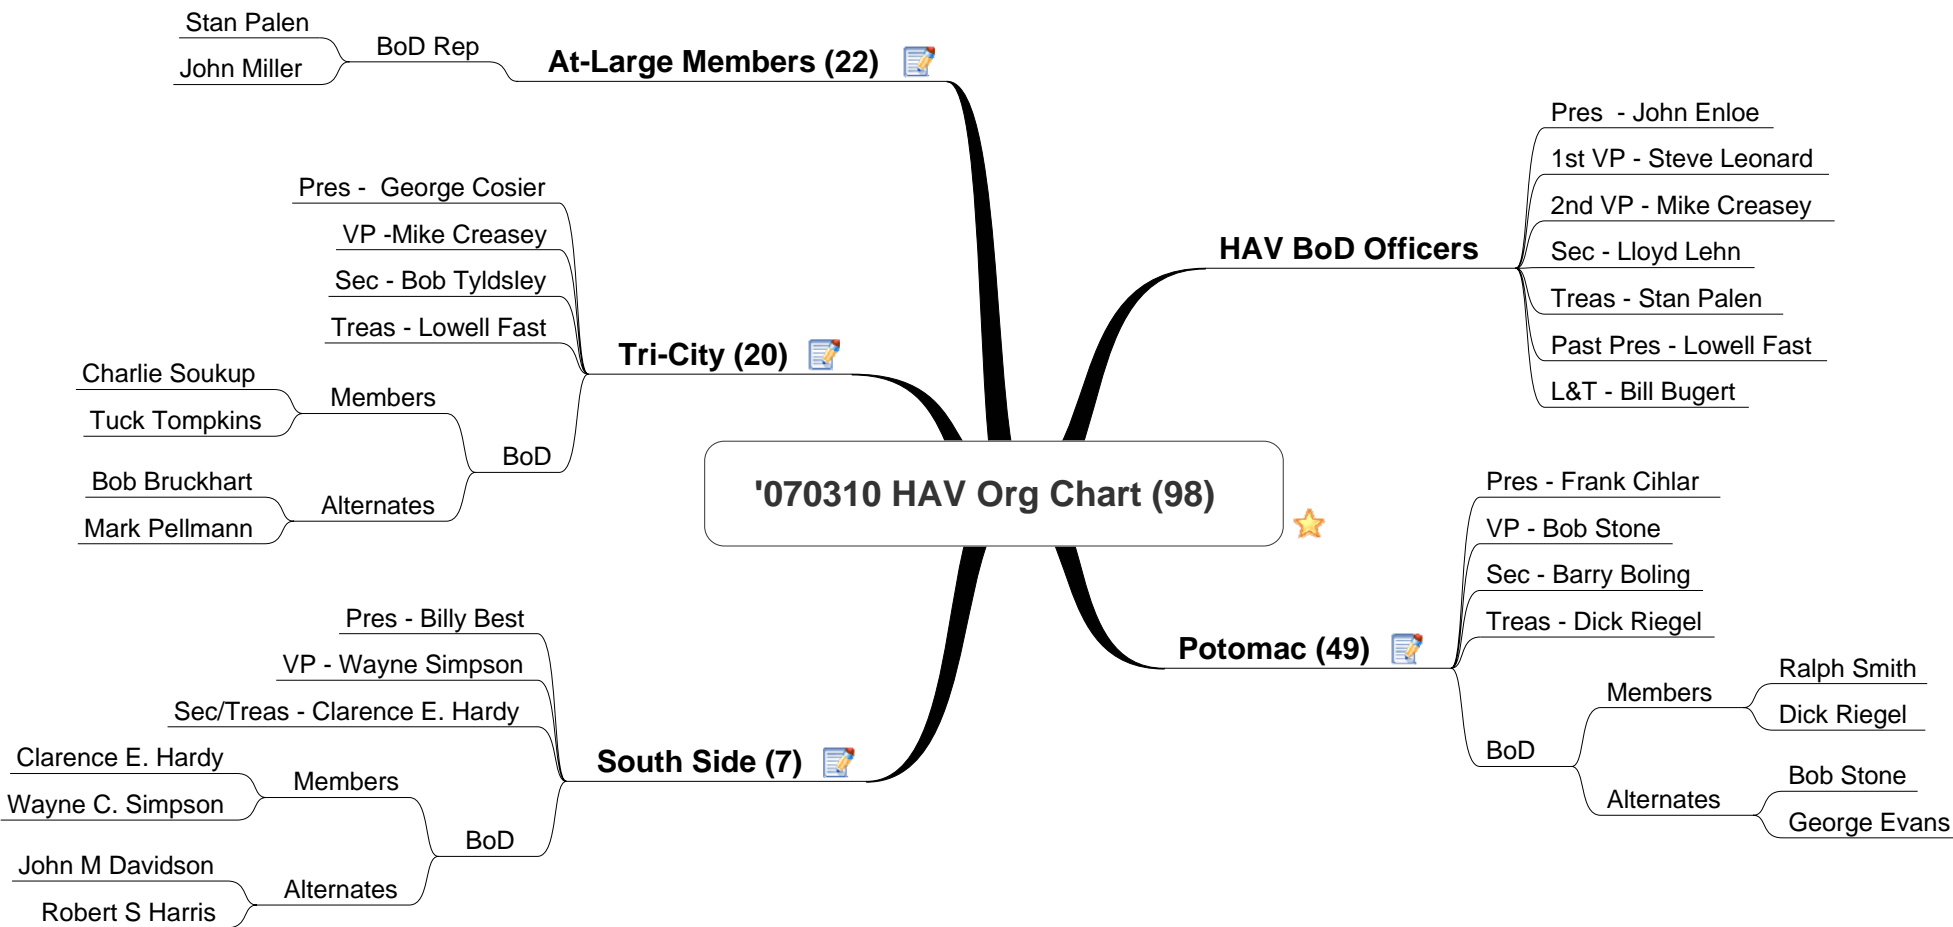 Stan Palen
John Miller
BoD Rep
At-Large Members (22)
Pres -  George Cosier
VP -Mike Creasey
Sec - Bob Tyldsley
Treas - Lowell Fast
Tri-City (20)
Charlie Soukup
Tuck Tompkins
Members
BoD
Bob Bruckhart
Mark Pellmann
Alternates
'070310 HAV Org Chart (98)
Pres - Billy Best
VP - Wayne Simpson
Sec/Treas - Clarence E. Hardy
South Side (7)
Clarence E. Hardy
Wayne C. Simpson
Members
BoD
John M Davidson
Robert S Harris
Alternates
HAV BoD Officers
Pres  - John Enloe
1st VP - Steve Leonard
2nd VP - Mike Creasey
Sec - Lloyd Lehn
Treas - Stan Palen
Past Pres - Lowell Fast
L&T - Bill Bugert
Potomac (49)
Pres - Frank Cihlar
VP - Bob Stone
Sec - Barry Boling
Treas - Dick Riegel
BoD
Members
Ralph Smith
Dick Riegel
Alternates
Bob Stone
George Evans